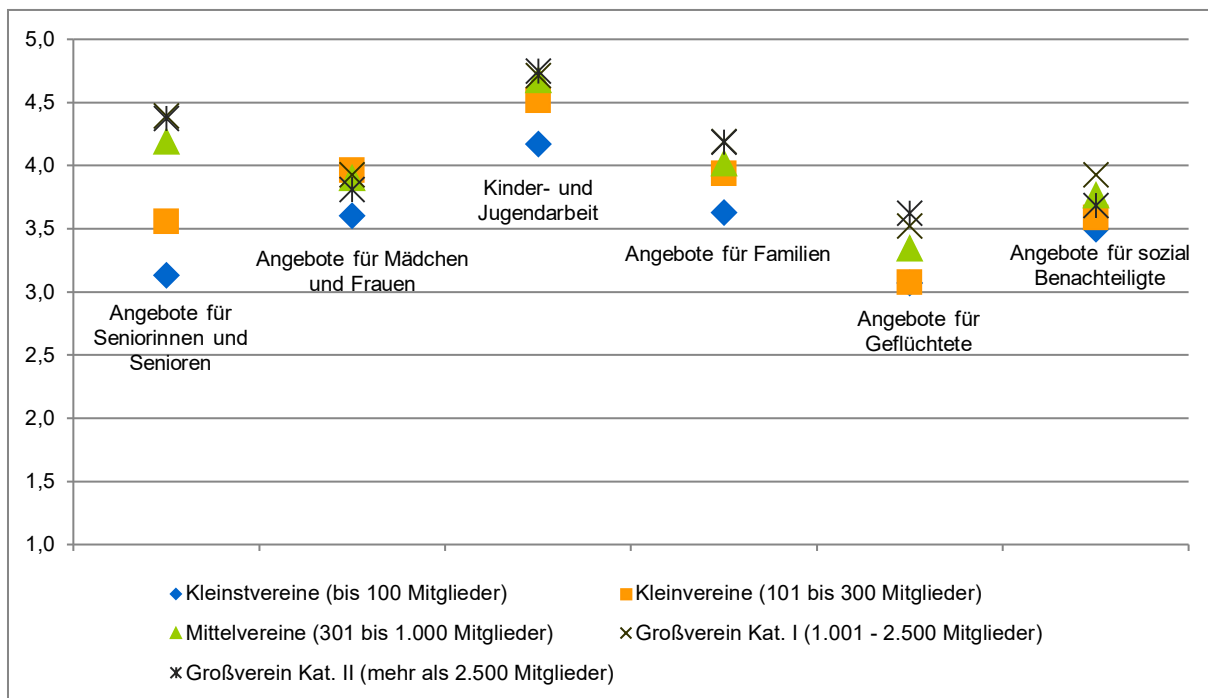 5,0
4,5
4,0
3,5
3,0
2,5
2,0
1,5
1,0
Angebote für
Seniorinnen und
Senioren
Angebote für Mädchen
und Frauen
Kinder- und
Jugendarbeit
Angebote für Familien
Angebote für
Geflüchtete
Angebote für sozial
Benachteiligte
Kleinstvereine (bis 100 Mitglieder)
Kleinvereine (101 bis 300 Mitglieder)
Mittelvereine (301 bis 1.000 Mitglieder)
Großverein Kat. I (1.001 - 2.500 Mitglieder)
Großverein Kat. II (mehr als 2.500 Mitglieder)